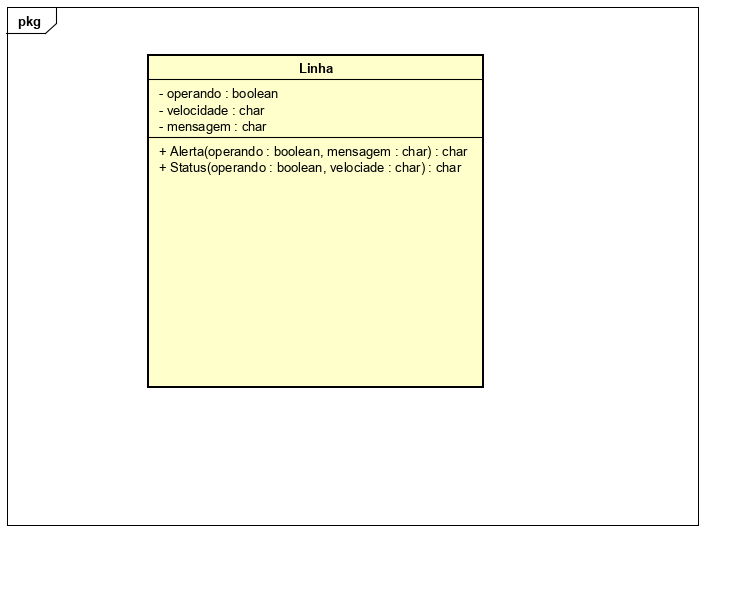 pkg
Linha
- operando : boolean
- velocidade : char
- mensagem : char
+ Alerta(operando : boolean, mensagem : char) : char
+ Status(operando : boolean, velociade : char) : char